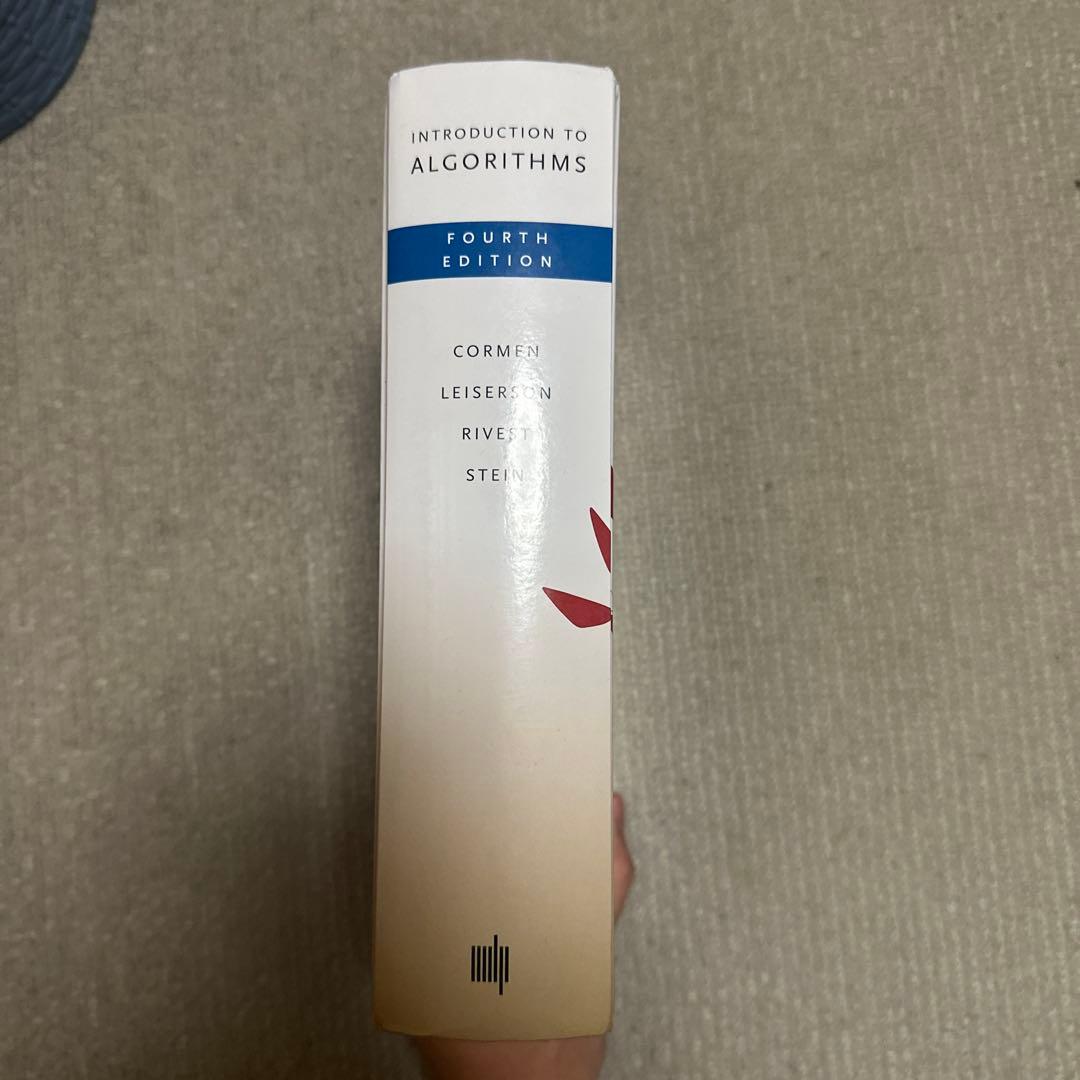 INTRODUCTION TO
ALGORITHMS
FOURTH
EDITION
CORMEN
LEISERSON
RIVEST
STEIN